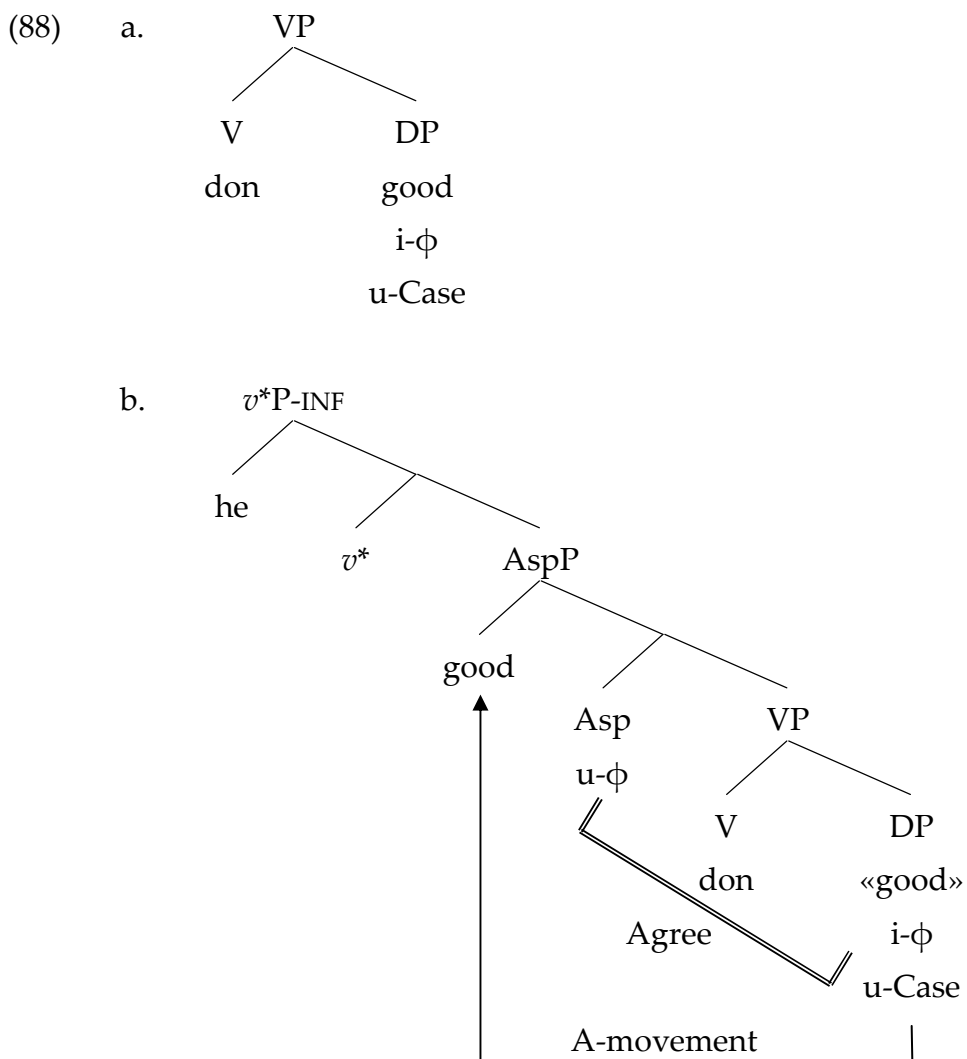 (88) a. VP
V DP
don good
i-ϕ
u-Case
b. v*P-INF
he
v* AspP
good
Asp VP
u-ϕ
V DP
don «good»
Agree i-ϕ
u-Case
A-movement